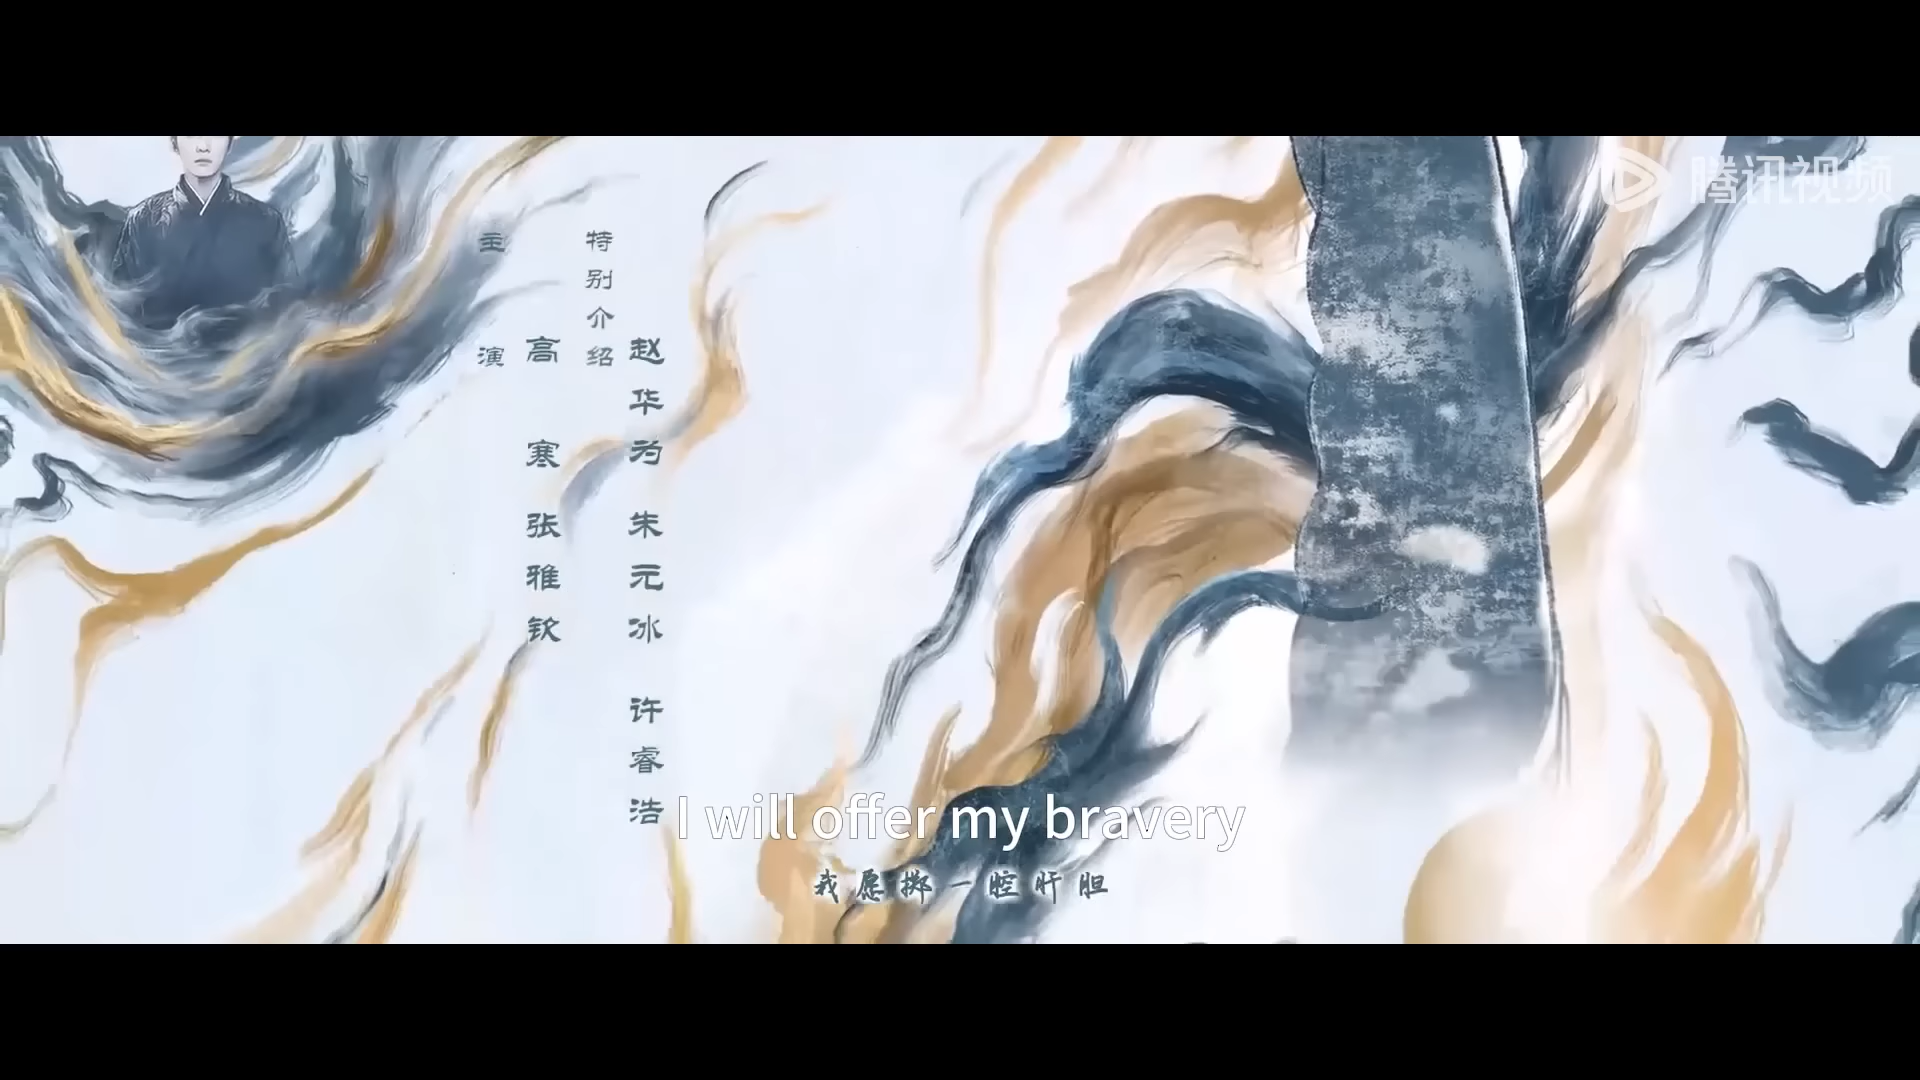 腾讯视频
主演
高寒
张雅钦
特别介绍
赵华为
朱元冰
许睿浩
I will offer my bravery
我愿掷一腔肝胆